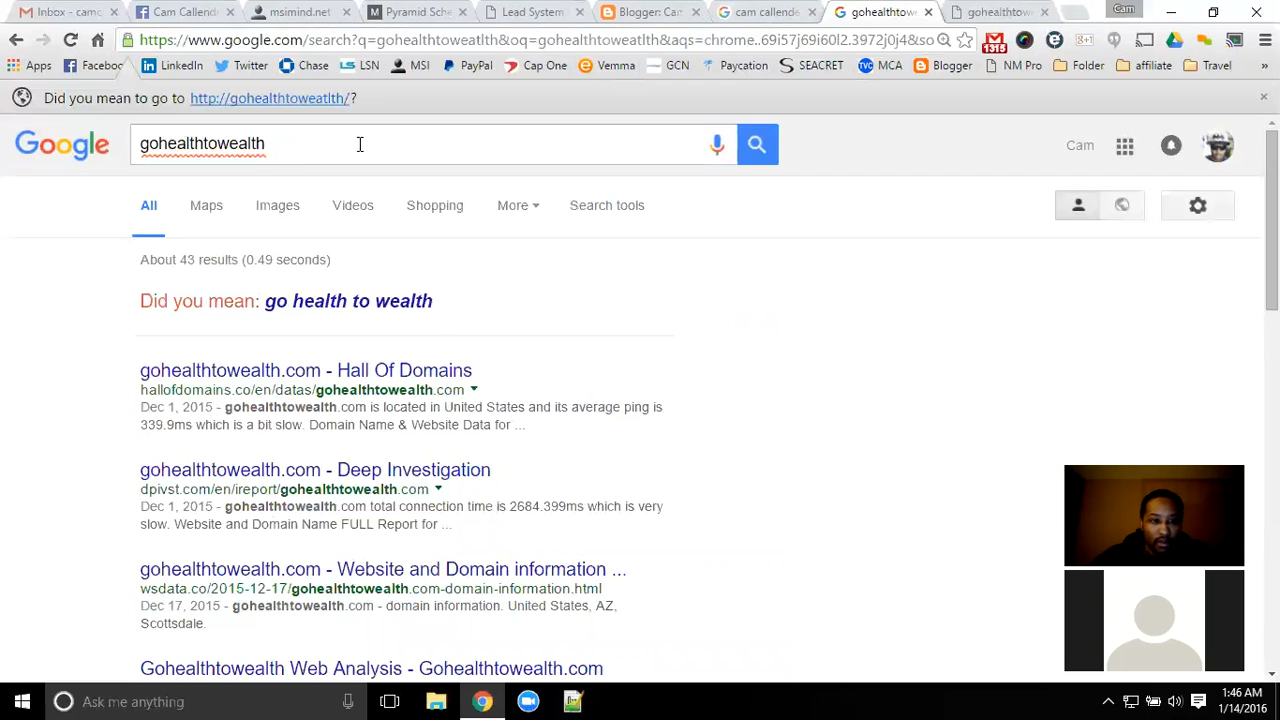 Inbox - camc
Cam Callend
msimind.net
Pyramid Sche
Lead System
Blogger: Cam
cam callende
gohealthtow
gohealthtow
Cam
https://www.google.com/search?q=gohealthtoweatlth&oq=gohealthtoweatlth&aqs=chrome..69i57j69i60l2.3972j0j4&so
1315
Apps Facebook LinkedIn Twitter Chase LSN MSI PayPal Cap One Vemma GCN Paycation SEACRET MCA Blogger NM Pro Folder affiliate Travel »
Did you mean to go to http://gohealthtoweatlth/?
Google
gohealthtowealth
Cam
All Maps Images Videos Shopping More Search tools
About 43 results (0.49 seconds)
Did you mean: go health to wealth
gohealthtowealth.com - Hall Of Domains
hallofdomains.co/en/datas/gohealthtowealth.com
Dec 1, 2015 - gohealthtowealth.com is located in United States and its average ping is
339.9ms which is a bit slow. Domain Name & Website Data for ...
gohealthtowealth.com - Deep Investigation
dpivst.com/en/ireport/gohealthtowealth.com
Dec 1, 2015 - gohealthtowealth.com total connection time is 2684.399ms which is very
slow. Website and Domain Name FULL Report for ...
gohealthtowealth.com - Website and Domain information ...
wsdata.co/2015-12-17/gohealthtowealth.com-domain-information.html
Dec 17, 2015 - gohealthtowealth.com - domain information. United States, AZ,
Scottsdale.
Gohealthtowealth Web Analysis - Gohealthtowealth.com
Ask me anything
1:46 AM
1/14/2016